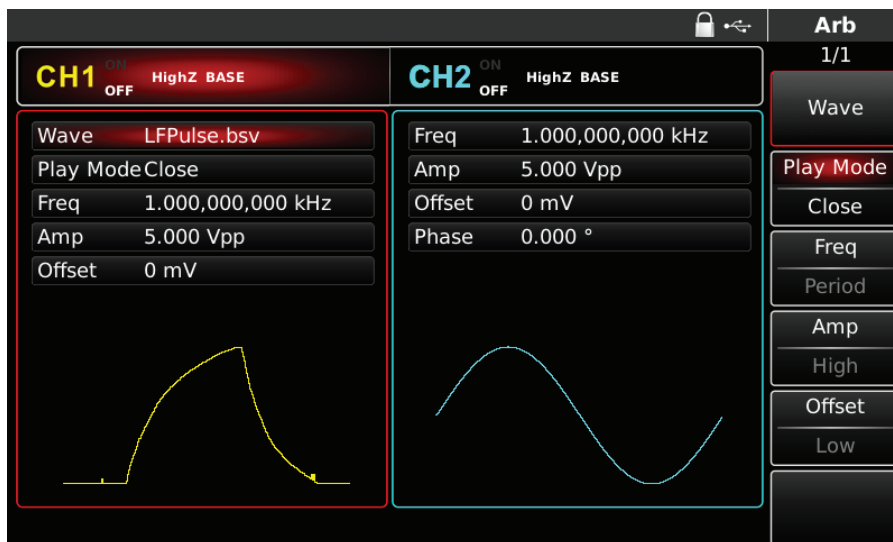 Arb
1/1
CH1 ON OFF HighZ BASE
CH2 ON OFF HighZ BASE
Wave LFPulse.bsv
Play Mode Close
Freq 1.000,000,000 kHz
Amp 5.000 Vpp
Offset 0 mV
Freq 1.000,000,000 kHz
Amp 5.000 Vpp
Offset 0 mV
Phase 0.000 °
Wave
Play Mode
Close
Freq
Period
Amp
High
Offset
Low